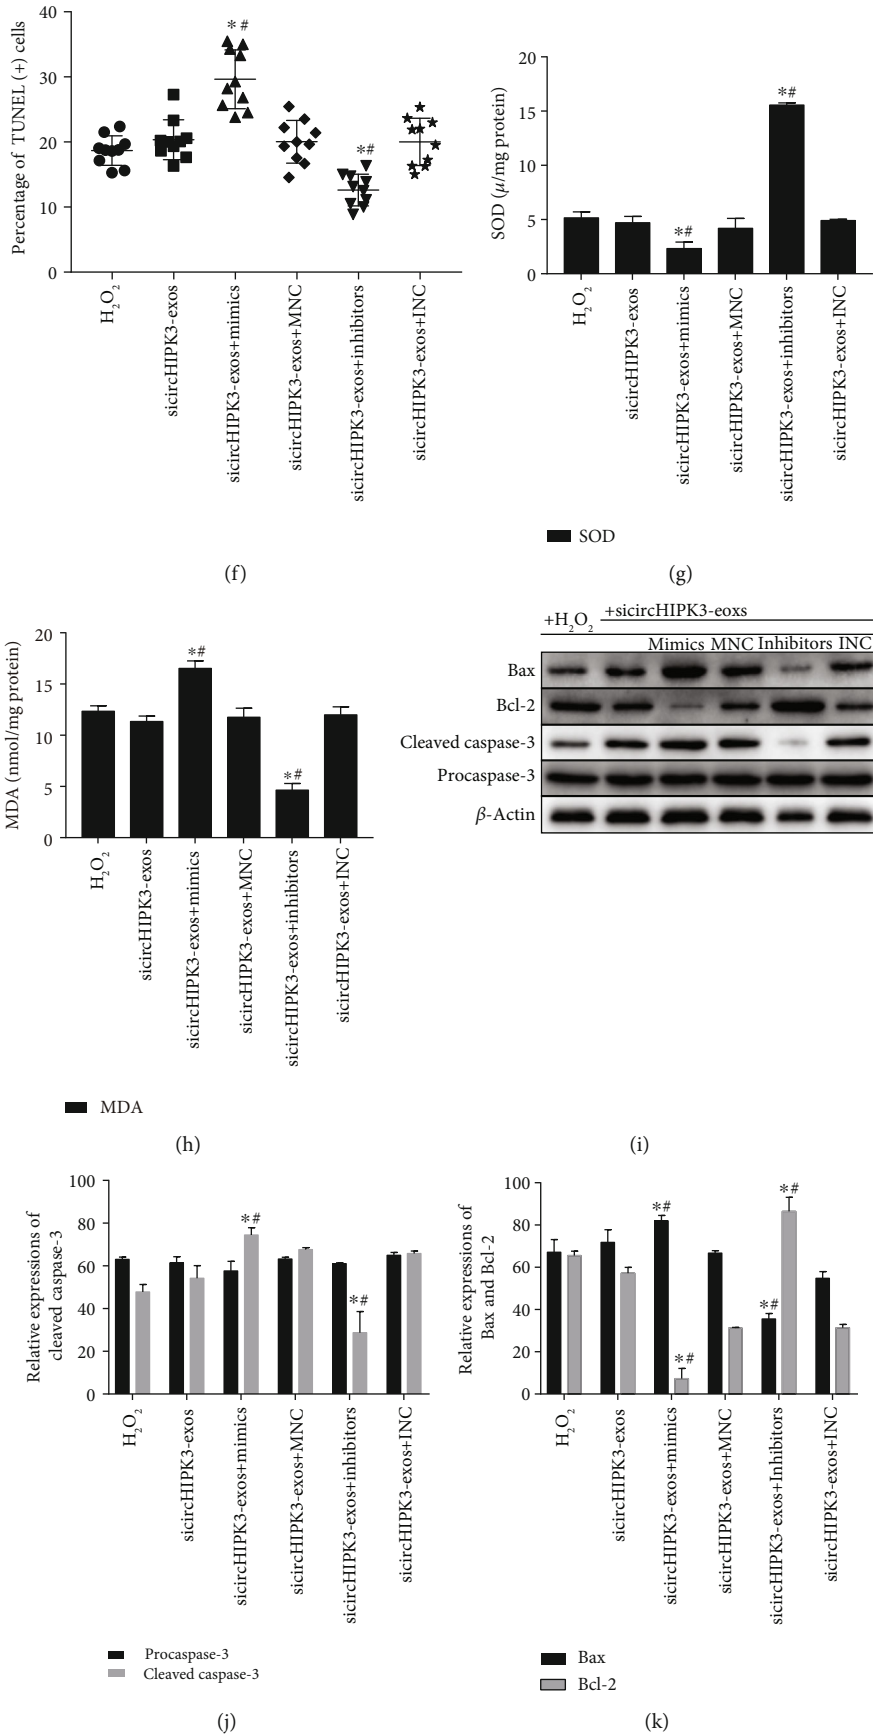 Percentage of TUNEL (+) cells
40
30
20
10
0
* #
*#
H2O2
sicircHIPK3-exos
sicircHIPK3-exos+mimics
sicircHIPK3-exos+MNC
sicircHIPK3-exos+inhibitors
sicircHIPK3-exos+INC
(f)
SOD (μ/mg protein)
20
15
10
5
0
*#
*#
H2O2
sicircHIPK3-exos
sicircHIPK3-exos+mimics
sicircHIPK3-exos+MNC
sicircHIPK3-exos+inhibitors
sicircHIPK3-exos+INC
SOD
(g)
MDA (nmol/mg protein)
20
15
10
5
0
*#
*#
H2O2
sicircHIPK3-exos
sicircHIPK3-exos+mimics
sicircHIPK3-exos+MNC
sicircHIPK3-exos+inhibitors
sicircHIPK3-exos+INC
MDA
(h)
+H2O2
+sicircHIPK3-eoxs
Mimics MNC Inhibitors INC
Bax
Bcl-2
Cleaved caspase-3
Procaspase-3
β-Actin
(i)
Relative expressions of
cleaved caspase-3
100
80
60
40
20
0
*#
*#
H2O2
sicircHIPK3-exos
sicircHIPK3-exos+mimics
sicircHIPK3-exos+MNC
sicircHIPK3-exos+inhibitors
sicircHIPK3-exos+INC
Procaspase-3
Cleaved caspase-3
(j)
Relative expressions of
Bax and Bcl-2
100
80
60
40
20
0
*#
*#
*#
*#
H2O2
sicircHIPK3-exos
sicircHIPK3-exos+mimics
sicircHIPK3-exos+MNC
sicircHIPK3-exos+Inhibitors
sicircHIPK3-exos+INC
Bax
Bcl-2
(k)